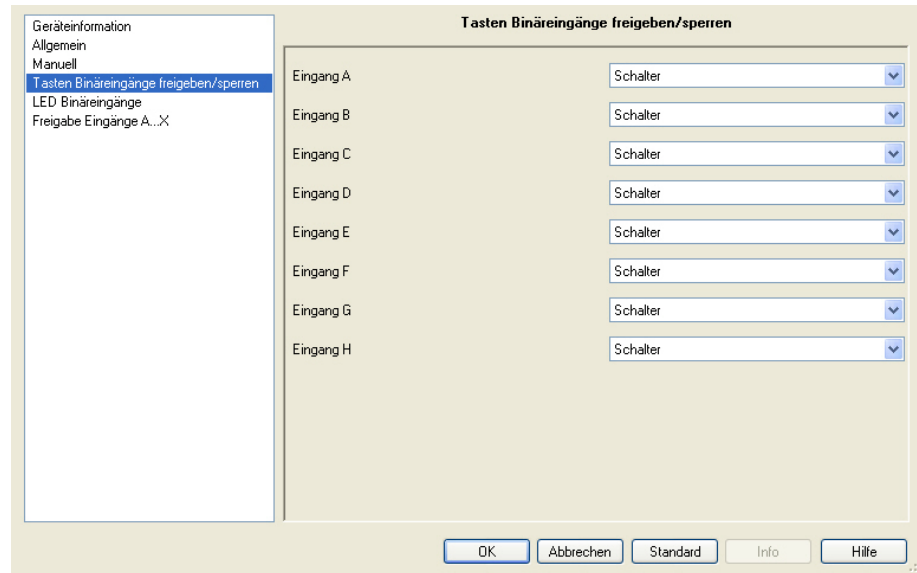 Geräteinformation
Allgemein
Manuell
Tasten Binäreingänge freigeben/sperren
LED Binäreingänge
Freigabe Eingänge A...X
Tasten Binäreingänge freigeben/sperren
Eingang A Schalter
Eingang B Schalter
Eingang C Schalter
Eingang D Schalter
Eingang E Schalter
Eingang F Schalter
Eingang G Schalter
Eingang H Schalter
OK Abbrechen Standard Info Hilfe